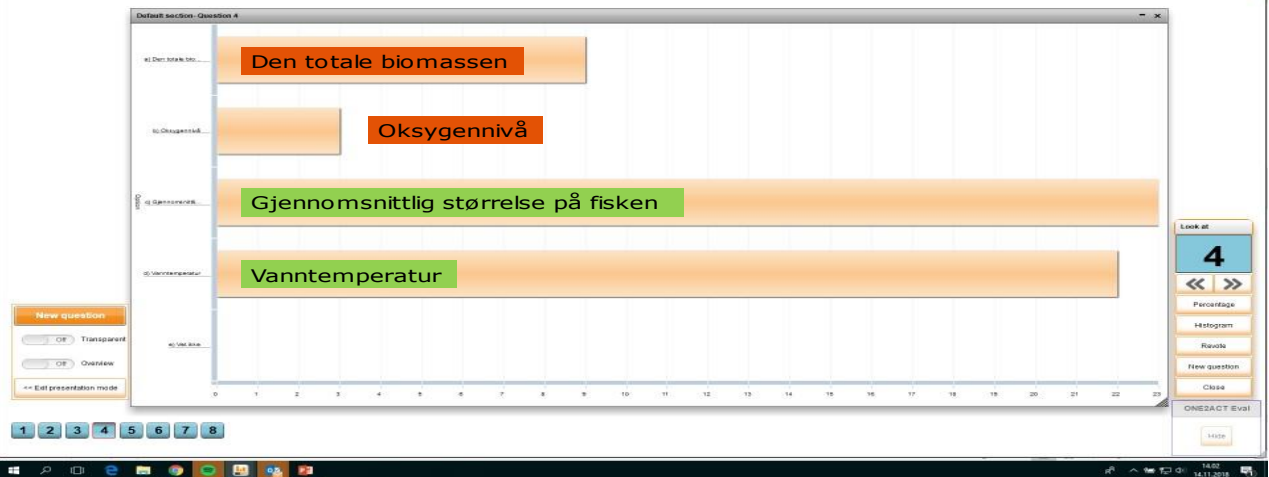 Default section- Question 4
a) Den totale bio...
Den totale biomassen
b) Oksygennivå
Oksygennivå
c) Gjennomsnittli...
Gjennomsnittlig størrelse på fisken
d) Vanntemperatur
Vanntemperatur
e) Vet ikke
0 1 2 3 4 5 6 7 8 9 10 11 12 13 14 15 16 17 18 19 20 21 22 23
New question
Off Transparent
Off Overview
<< Exit presentation mode
Look at
4
Percentage
Histogram
Revote
New question
Close
ONE2ACT Eval
Hide
1 2 3 4 5 6 7 8
14.02
14.11.2018